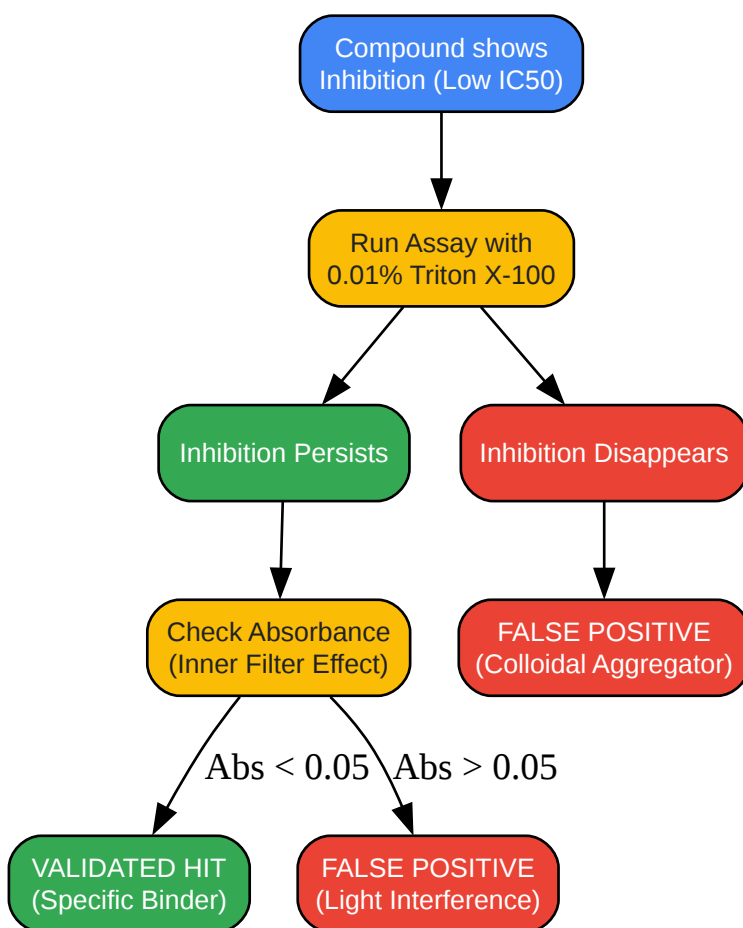 Compound shows
Inhibition (Low IC50)
Run Assay with
0.01% Triton X-100
Inhibition Persists
Inhibition Disappears
Check Absorbance
(Inner Filter Effect)
FALSE POSITIVE
(Colloidal Aggregator)
Abs < 0.05
Abs > 0.05
VALIDATED HIT
(Specific Binder)
FALSE POSITIVE
(Light Interference)